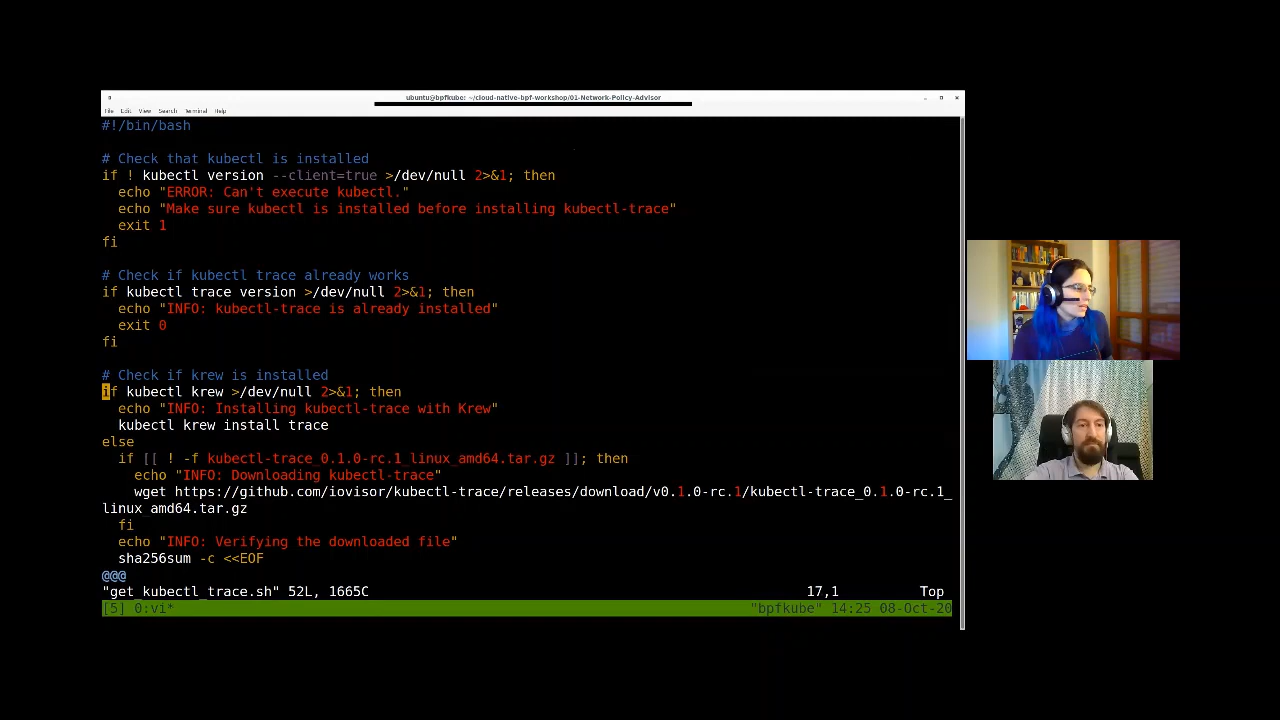 ubuntu@bpfkube: ~/cloud-native-bpf-workshop/01-Network-Policy-Advisor
File Edit View Search Terminal Help
#!/bin/bash
# Check that kubectl is installed
if ! kubectl version --client=true >/dev/null 2>&1; then
  echo "ERROR: Can't execute kubectl."
  echo "Make sure kubectl is installed before installing kubectl-trace"
  exit 1
fi
# Check if kubectl trace already works
if kubectl trace version >/dev/null 2>&1; then
  echo "INFO: kubectl-trace is already installed"
  exit 0
fi
# Check if krew is installed
if kubectl krew >/dev/null 2>&1; then
  echo "INFO: Installing kubectl-trace with Krew"
  kubectl krew install trace
else
  if [[ ! -f kubectl-trace_0.1.0-rc.1_linux_amd64.tar.gz ]]; then
    echo "INFO: Downloading kubectl-trace"
    wget https://github.com/iovisor/kubectl-trace/releases/download/v0.1.0-rc.1/kubectl-trace_0.1.0-rc.1_
linux_amd64.tar.gz
  fi
  echo "INFO: Verifying the downloaded file"
  sha256sum -c <<EOF
@@@
"get_kubectl_trace.sh" 52L, 1665C 17,1 Top
[5] 0:vi* "bpfkube" 14:25 08-Oct-20